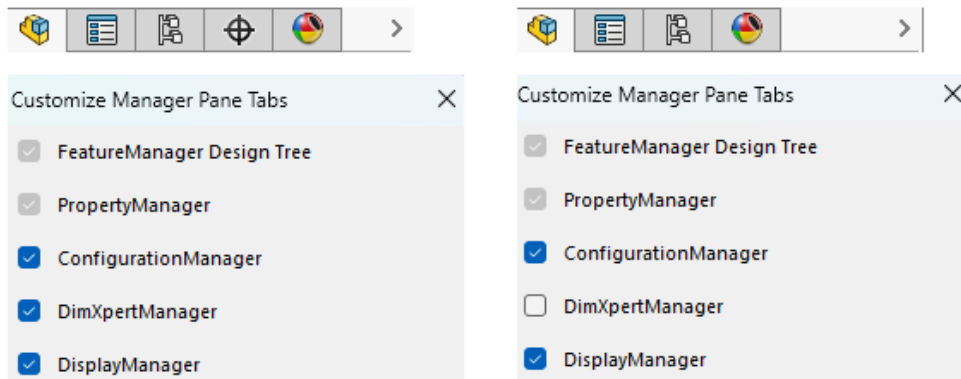 Customize Manager Pane Tabs
FeatureManager Design Tree
PropertyManager
ConfigurationManager
DimXpertManager
DisplayManager
Customize Manager Pane Tabs
FeatureManager Design Tree
PropertyManager
ConfigurationManager
DimXpertManager
DisplayManager